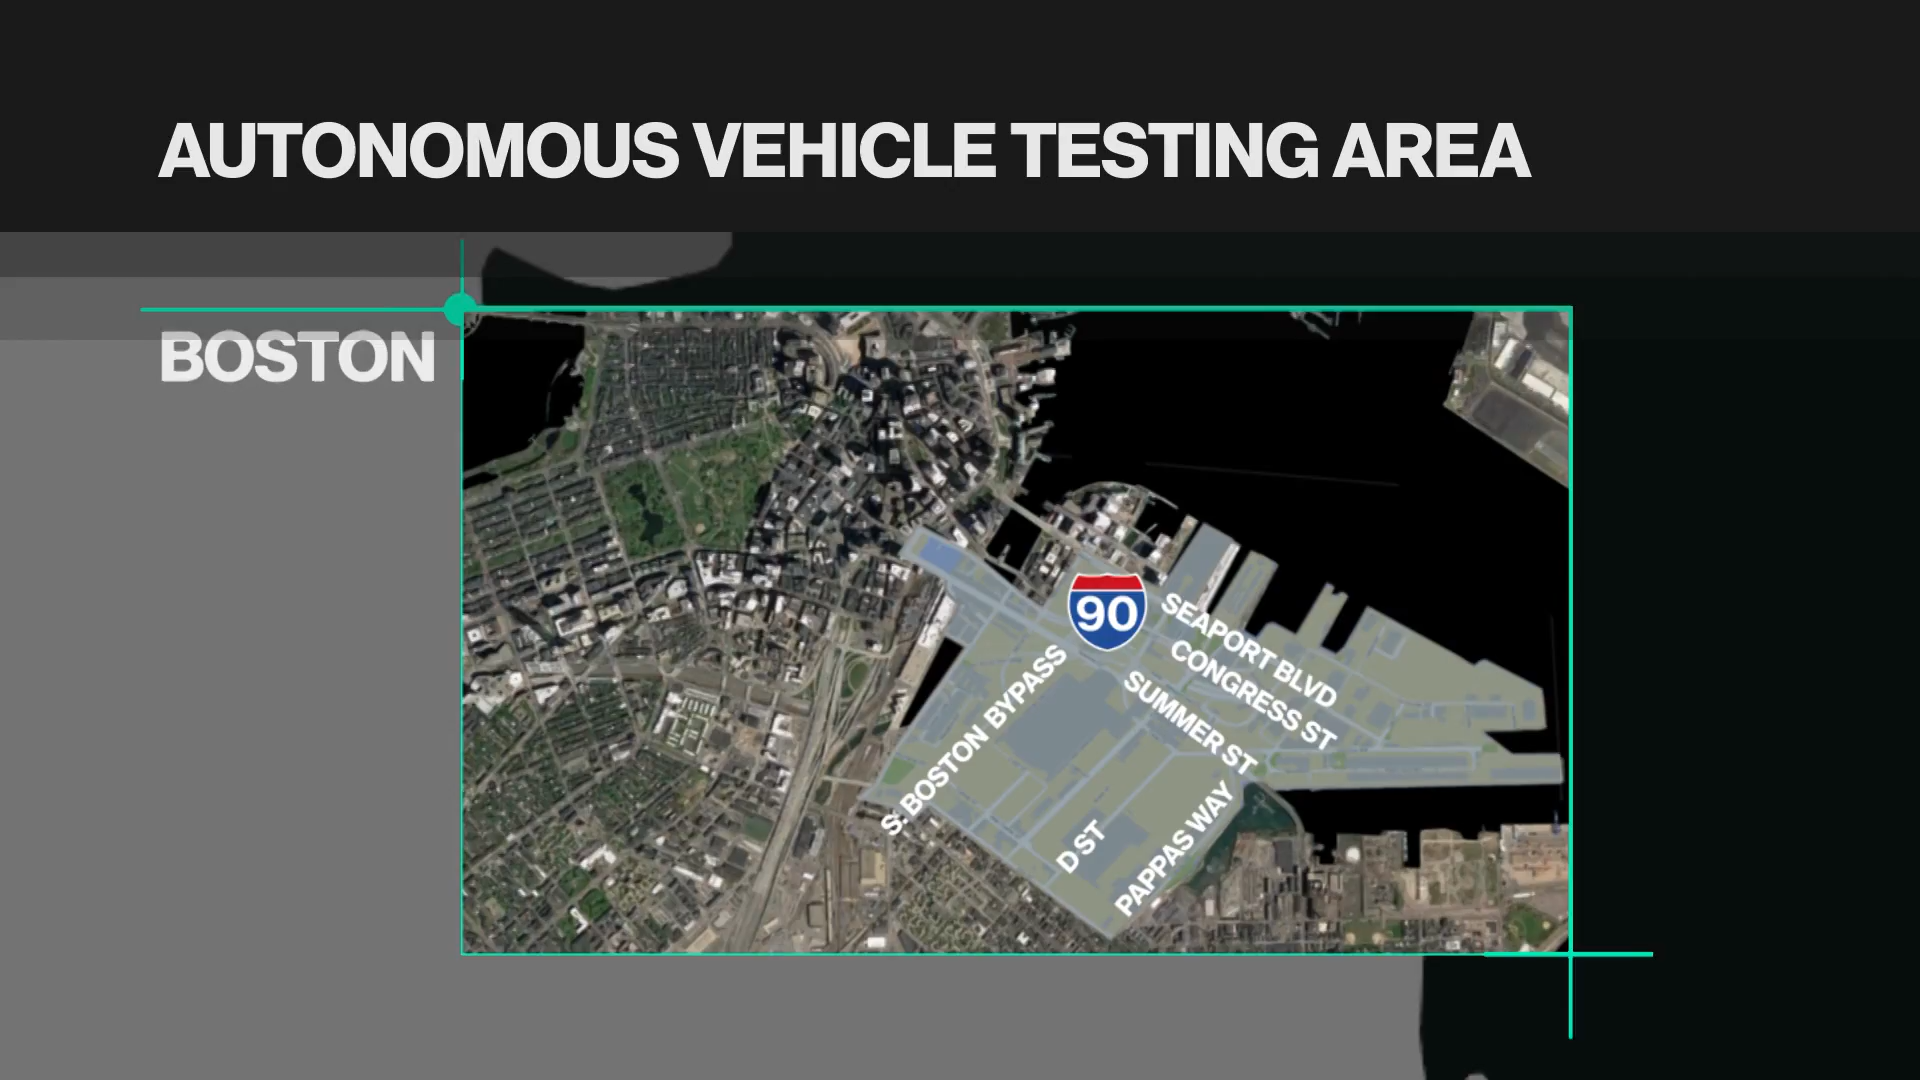 AUTONOMOUS VEHICLE TESTING AREA
BOSTON
90
SEAPORT BLVD
CONGRESS ST
SUMMER ST
S. BOSTON BYPASS
D ST
PAPPAS WAY